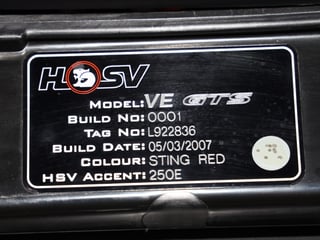 HSV
MODEL: VE GTS
BUILD NO: 0001
TAG NO: L922836
BUILD DATE: 05/03/2007
COLOUR: STING RED
HSV ACCENT: 250E